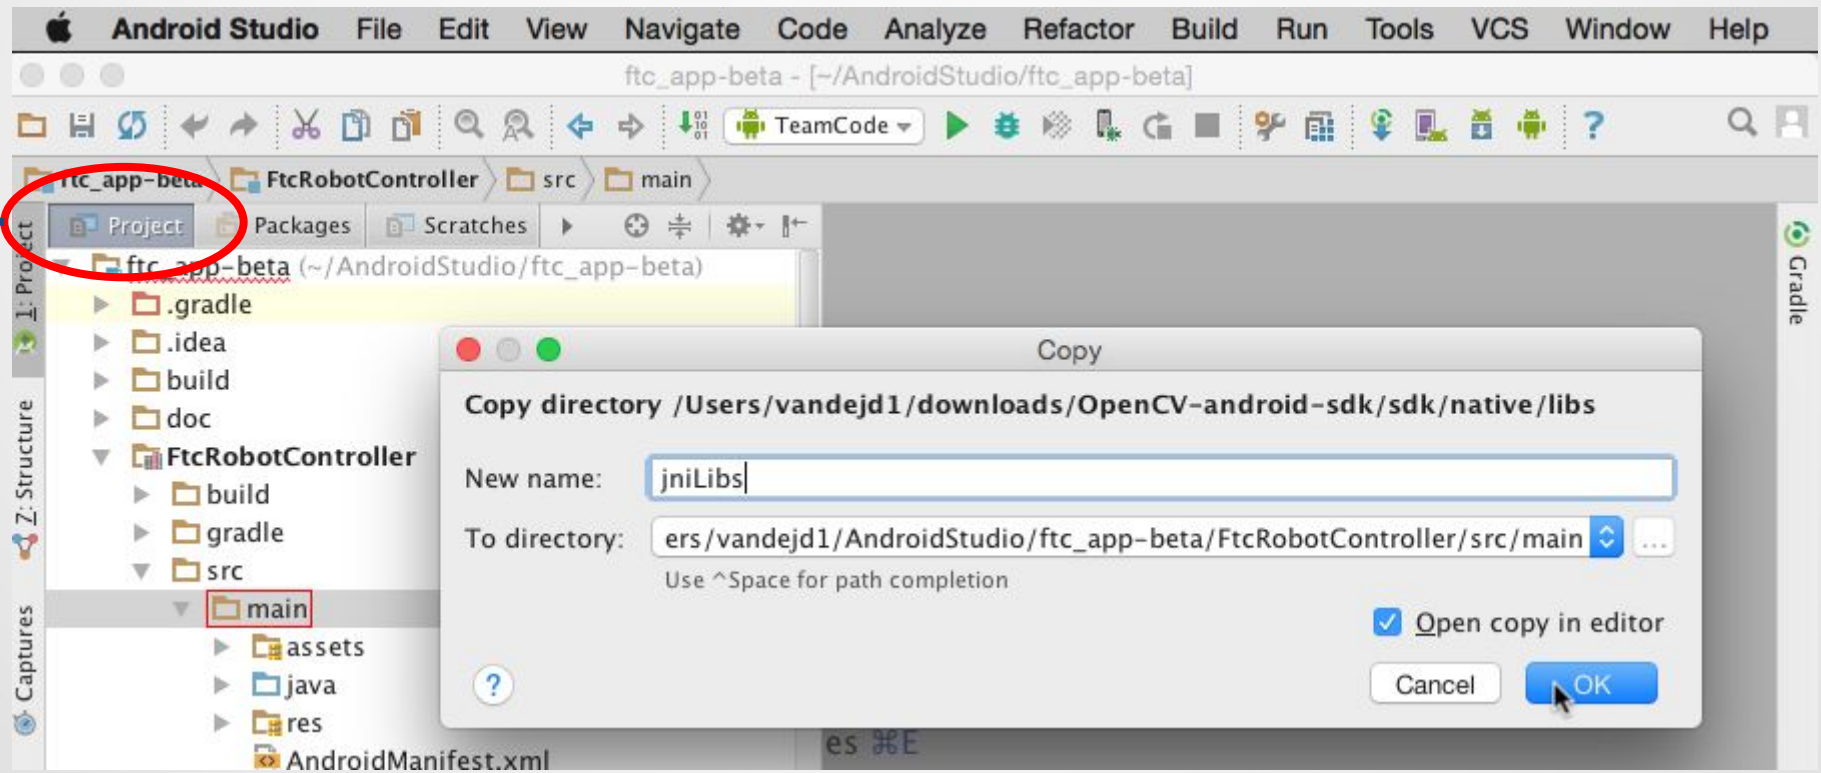 Android Studio File Edit View Navigate Code Analyze Refactor Build Run Tools VCS Window Help
ftc_app-beta - [~/AndroidStudio/ftc_app-beta]
TeamCode
ftc_app-beta FtcRobotController src main
Project Packages Scratches
1: Project
Z: Structure
Captures
Gradle
ftc_app-beta (~/AndroidStudio/ftc_app-beta)
.gradle
.idea
build
doc
FtcRobotController
build
gradle
src
main
assets
java
res
AndroidManifest.xml
Copy
Copy directory /Users/vandejd1/downloads/OpenCV-android-sdk/sdk/native/libs
New name: jniLibs
To directory: ers/vandejd1/AndroidStudio/ftc_app-beta/FtcRobotController/src/main ...
Use ^Space for path completion
Open copy in editor
Cancel OK
es ⌘E